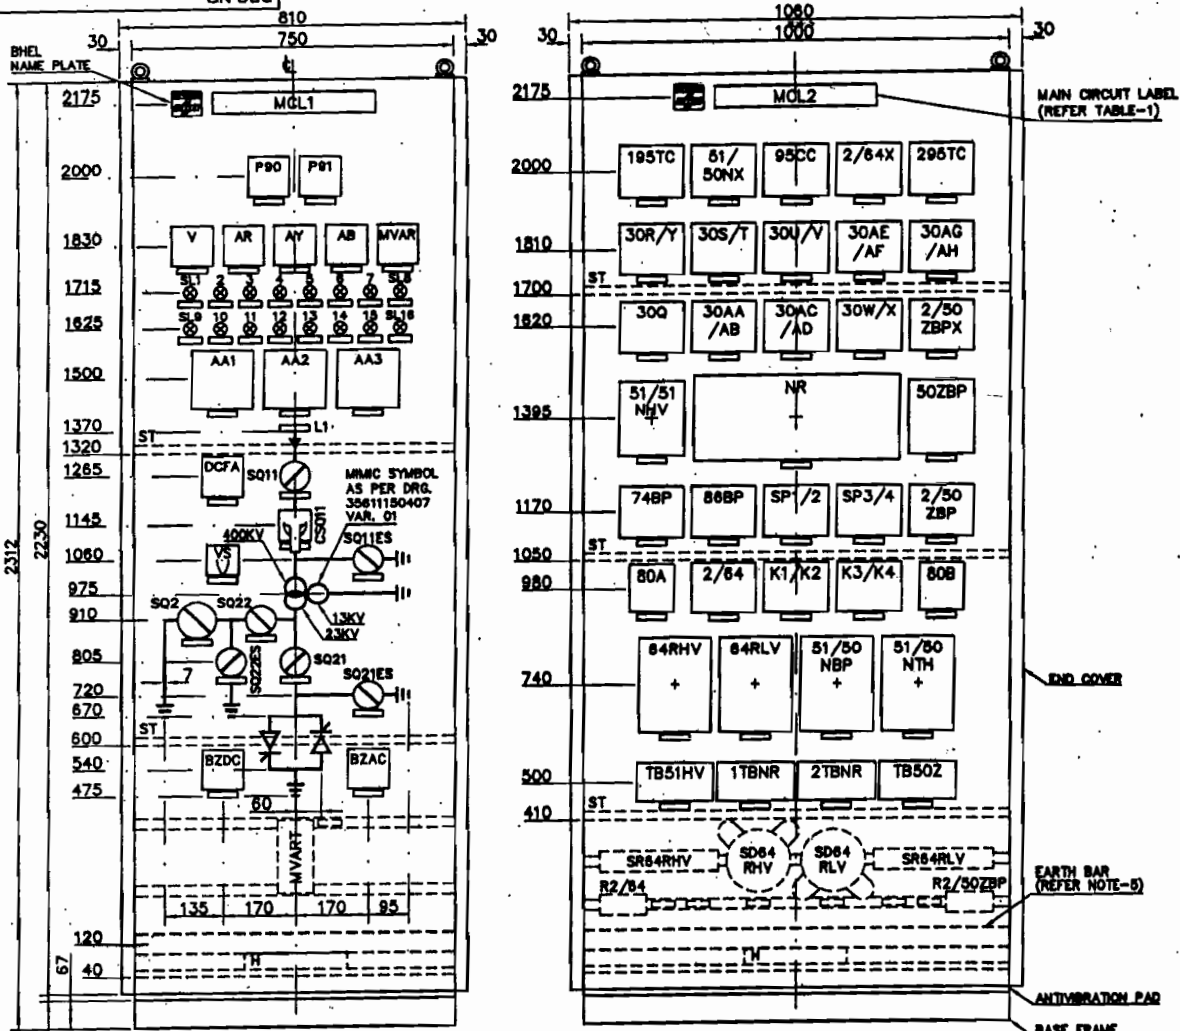 810
750
30
30
BHEL
NAME PLATE
MCL1
2175
P90
P91
2000
V
AR
AY
AB
MVAR
1830
SL1
2
3
4
5
6
7
SL8
1715
SL9
10
11
12
13
14
15
SL16
1625
AA1
AA2
AA3
1500
1370
L1
ST
1320
1265
DCFA
SQ11
MIMIC SYMBOL
AS PER DRG.
35611150407
VAR. 01
1145
CSQ11
400KV
SQ11ES
1060
VS
975
13KV
23KV
SQ2
SQ22
910
805
SQ22ES
SQ21
7
SQ21ES
720
670
ST
600
BZDC
BZAC
540
475
60
MVART
135
170
170
95
120
H
67
40
2312
2230
1060
1000
30
30
MCL2
2175
MAIN CIRCUIT LABEL
(REFER TABLE-1)
195TC
51/
50NX
95CC
2/64X
295TC
2000
30R/Y
30S/T
30U/V
30AE
/AF
30AG
/AH
1810
ST
1700
30Q
30AA
/AB
30AC
/AD
30W/X
2/50
ZBPX
1620
51/51
NHV
NR
50ZBP
1395
74BP
86BP
SP1/2
SP3/4
2/50
ZBP
1170
ST
1050
80A
2/64
K1/K2
K3/K4
80B
980
64RHV
64RLV
51/50
NBP
51/50
NTH
740
END COVER
TB51HV
1TBNR
2TBNR
TB50Z
500
ST
410
SR64RHV
SD64
RHV
SD64
RLV
SR64RLV
R2/64
R2/50ZBP
EARTH BAR
(REFER NOTE-5)
H
ANTIVIBRATION PAD
BASE FRAME